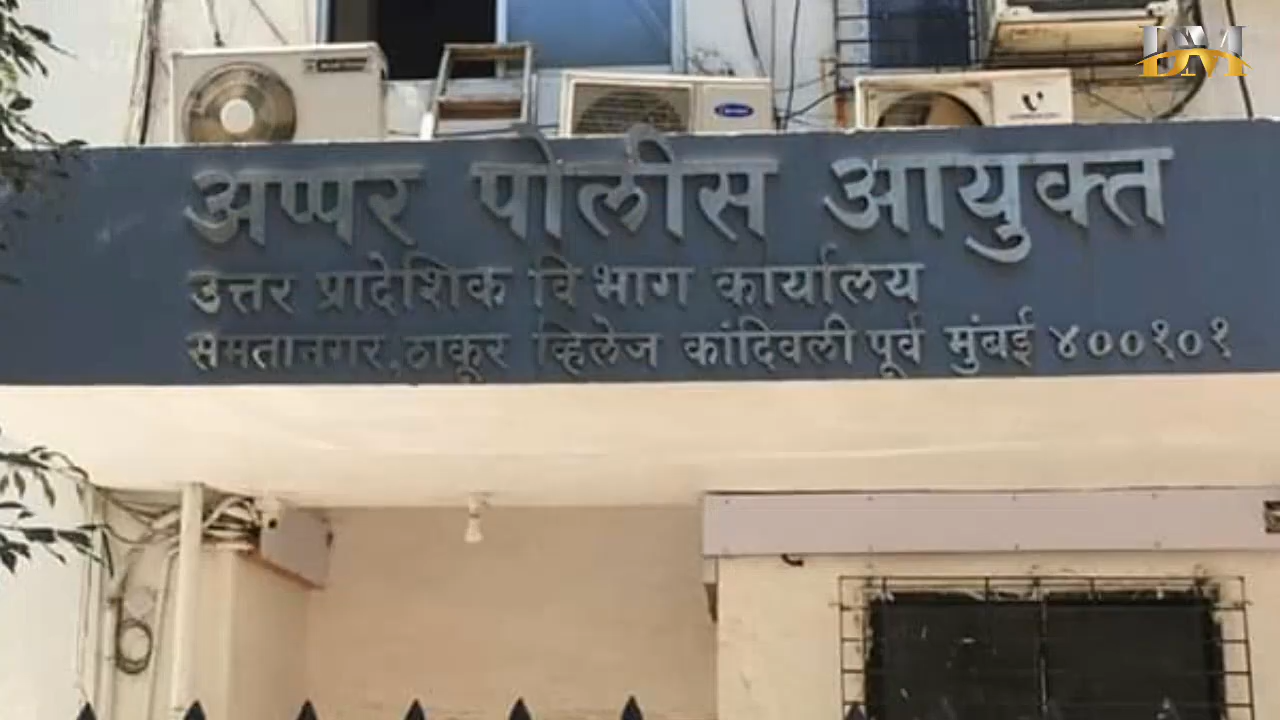 अप्पर पोलीस आयुक्त
उत्तर प्रादेशिक विभाग कार्यालय
समतानगर,ठाकूर व्हिलेज कांदिवली पूर्व मुंबई ४००१०१